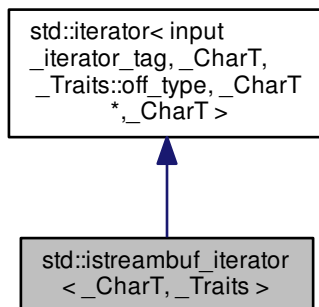 std::iterator< input
_iterator_tag, _CharT,
_Traits::off_type, _CharT
*,_CharT >
std::istreambuf_iterator
< _CharT, _Traits >